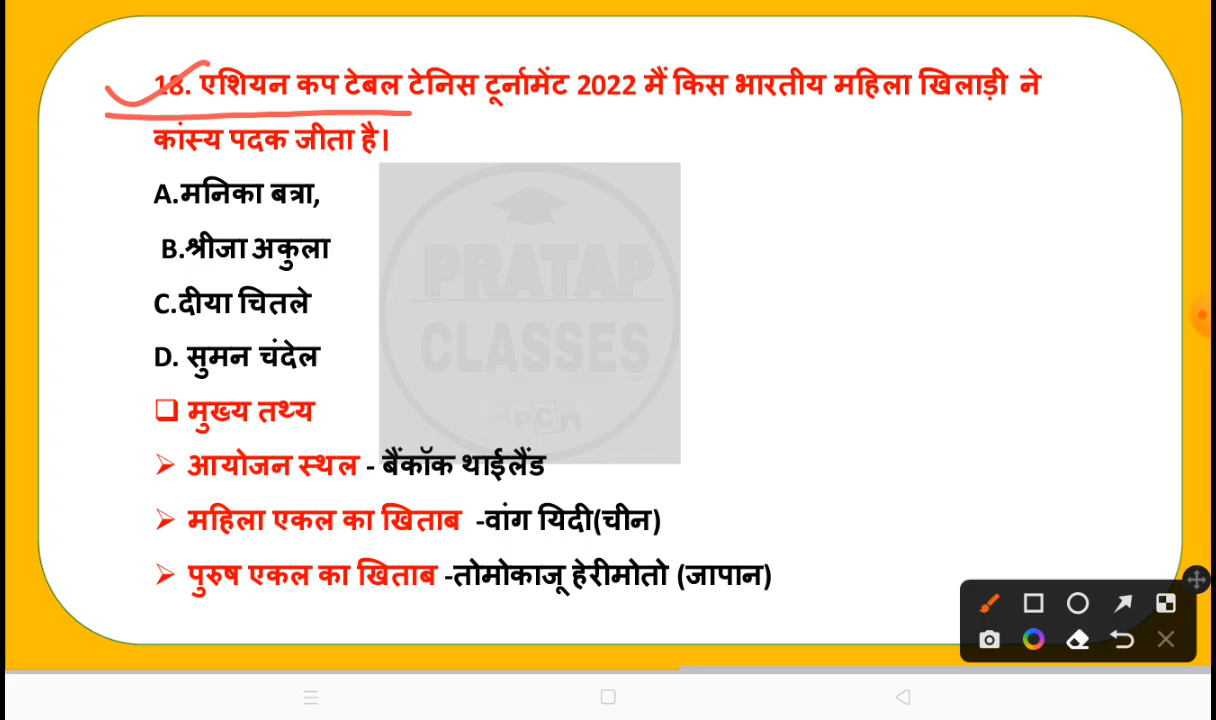 18. एशियन कप टेबल टेनिस टूर्नामेंट 2022 मैं किस भारतीय महिला खिलाड़ी ने
कांस्य पदक जीता है।
A.मनिका बत्रा,
B.श्रीजा अकुला
C.दीया चितले
D. सुमन चंदेल
मुख्य तथ्य
आयोजन स्थल - बैंकॉक थाईलैंड
महिला एकल का खिताब -वांग यिदी(चीन)
पुरुष एकल का खिताब -तोमोकाजू हेरीमोतो (जापान)
PRATAP
CLASSES